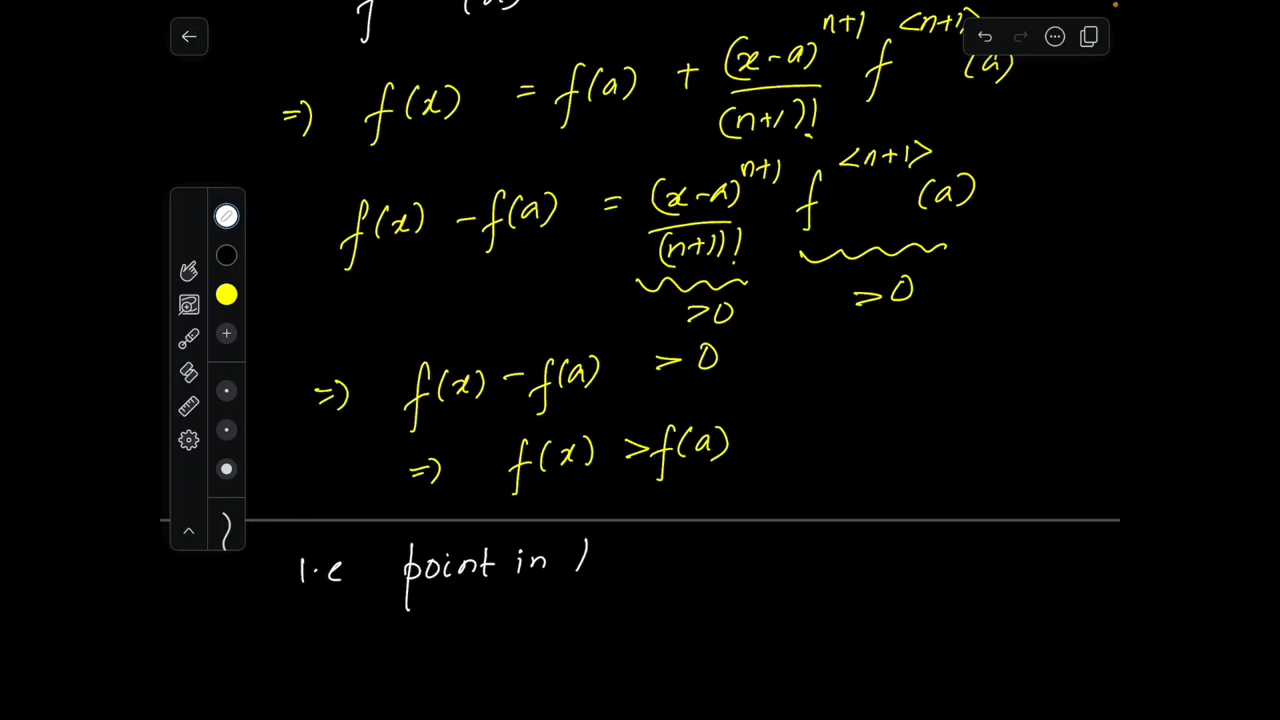 => f(x) = f(a) + (x-a)^{n+1}/(n+1)! f^{<n+1>}(a)
f(x) - f(a) = (x-a)^{n+1}/(n+1)! f^{<n+1>}(a)
>0 >0
=> f(x) - f(a) > 0
=> f(x) > f(a)
i.e point in